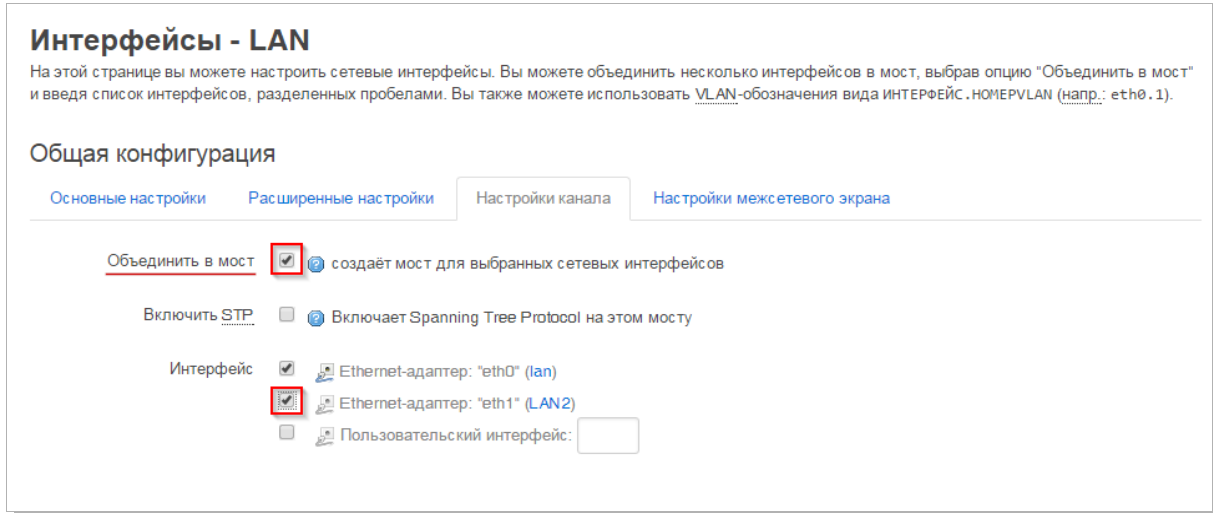 Интерфейсы - LAN
На этой странице вы можете настроить сетевые интерфейсы. Вы можете объединить несколько интерфейсов в мост, выбрав опцию "Объединить в мост"
и введя список интерфейсов, разделенных пробелами. Вы также можете использовать VLAN-обозначения вида ИНТЕРФЕЙС.НОМЕРVLAN (напр.: eth0.1).
Общая конфигурация
Основные настройки Расширенные настройки Настройки канала Настройки межсетевого экрана
Объединить в мост создаёт мост для выбранных сетевых интерфейсов
Включить STP Включает Spanning Tree Protocol на этом мосту
Интерфейс Ethernet-адаптер: "eth0" (lan)
Ethernet-адаптер: "eth1" (LAN2)
Пользовательский интерфейс: